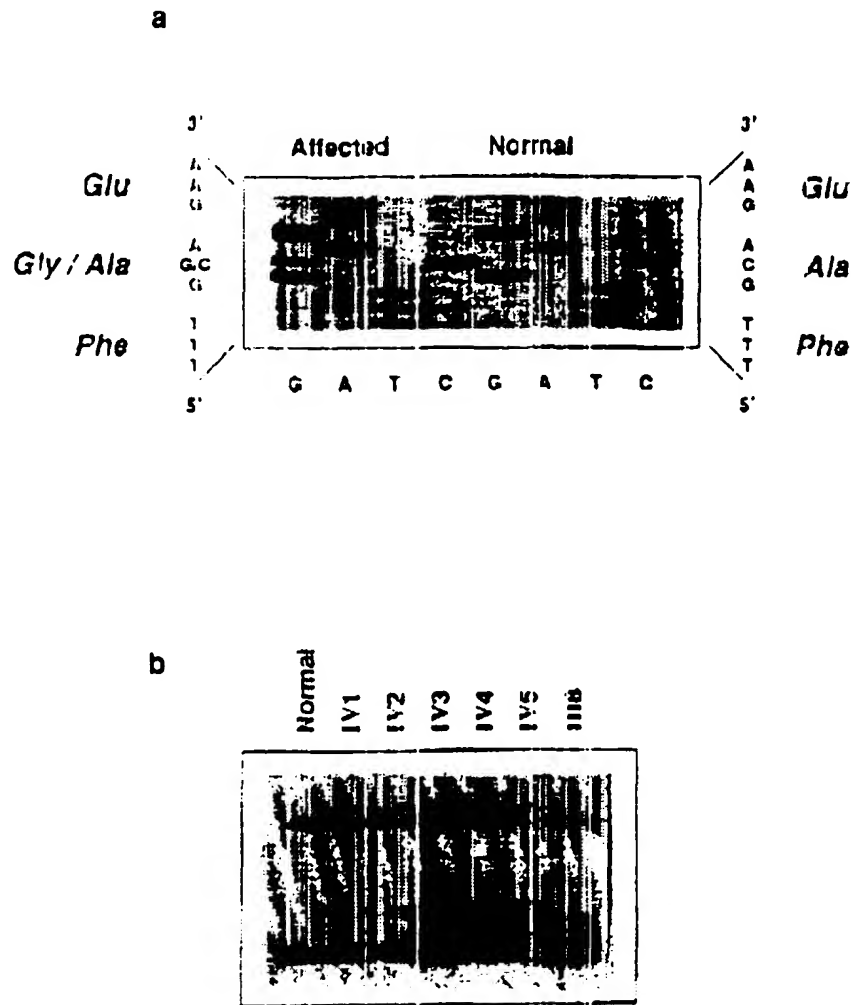 a
3' 3'
Affected Normal
A A
Glu A A Glu
G G
A A
Gly / Ala G/C C Ala
G G
T T
Phe T T Phe
T T
5' G A T C G A T C 5'
b
Normal IV1 IV2 IV3 IV4 IV5 III6